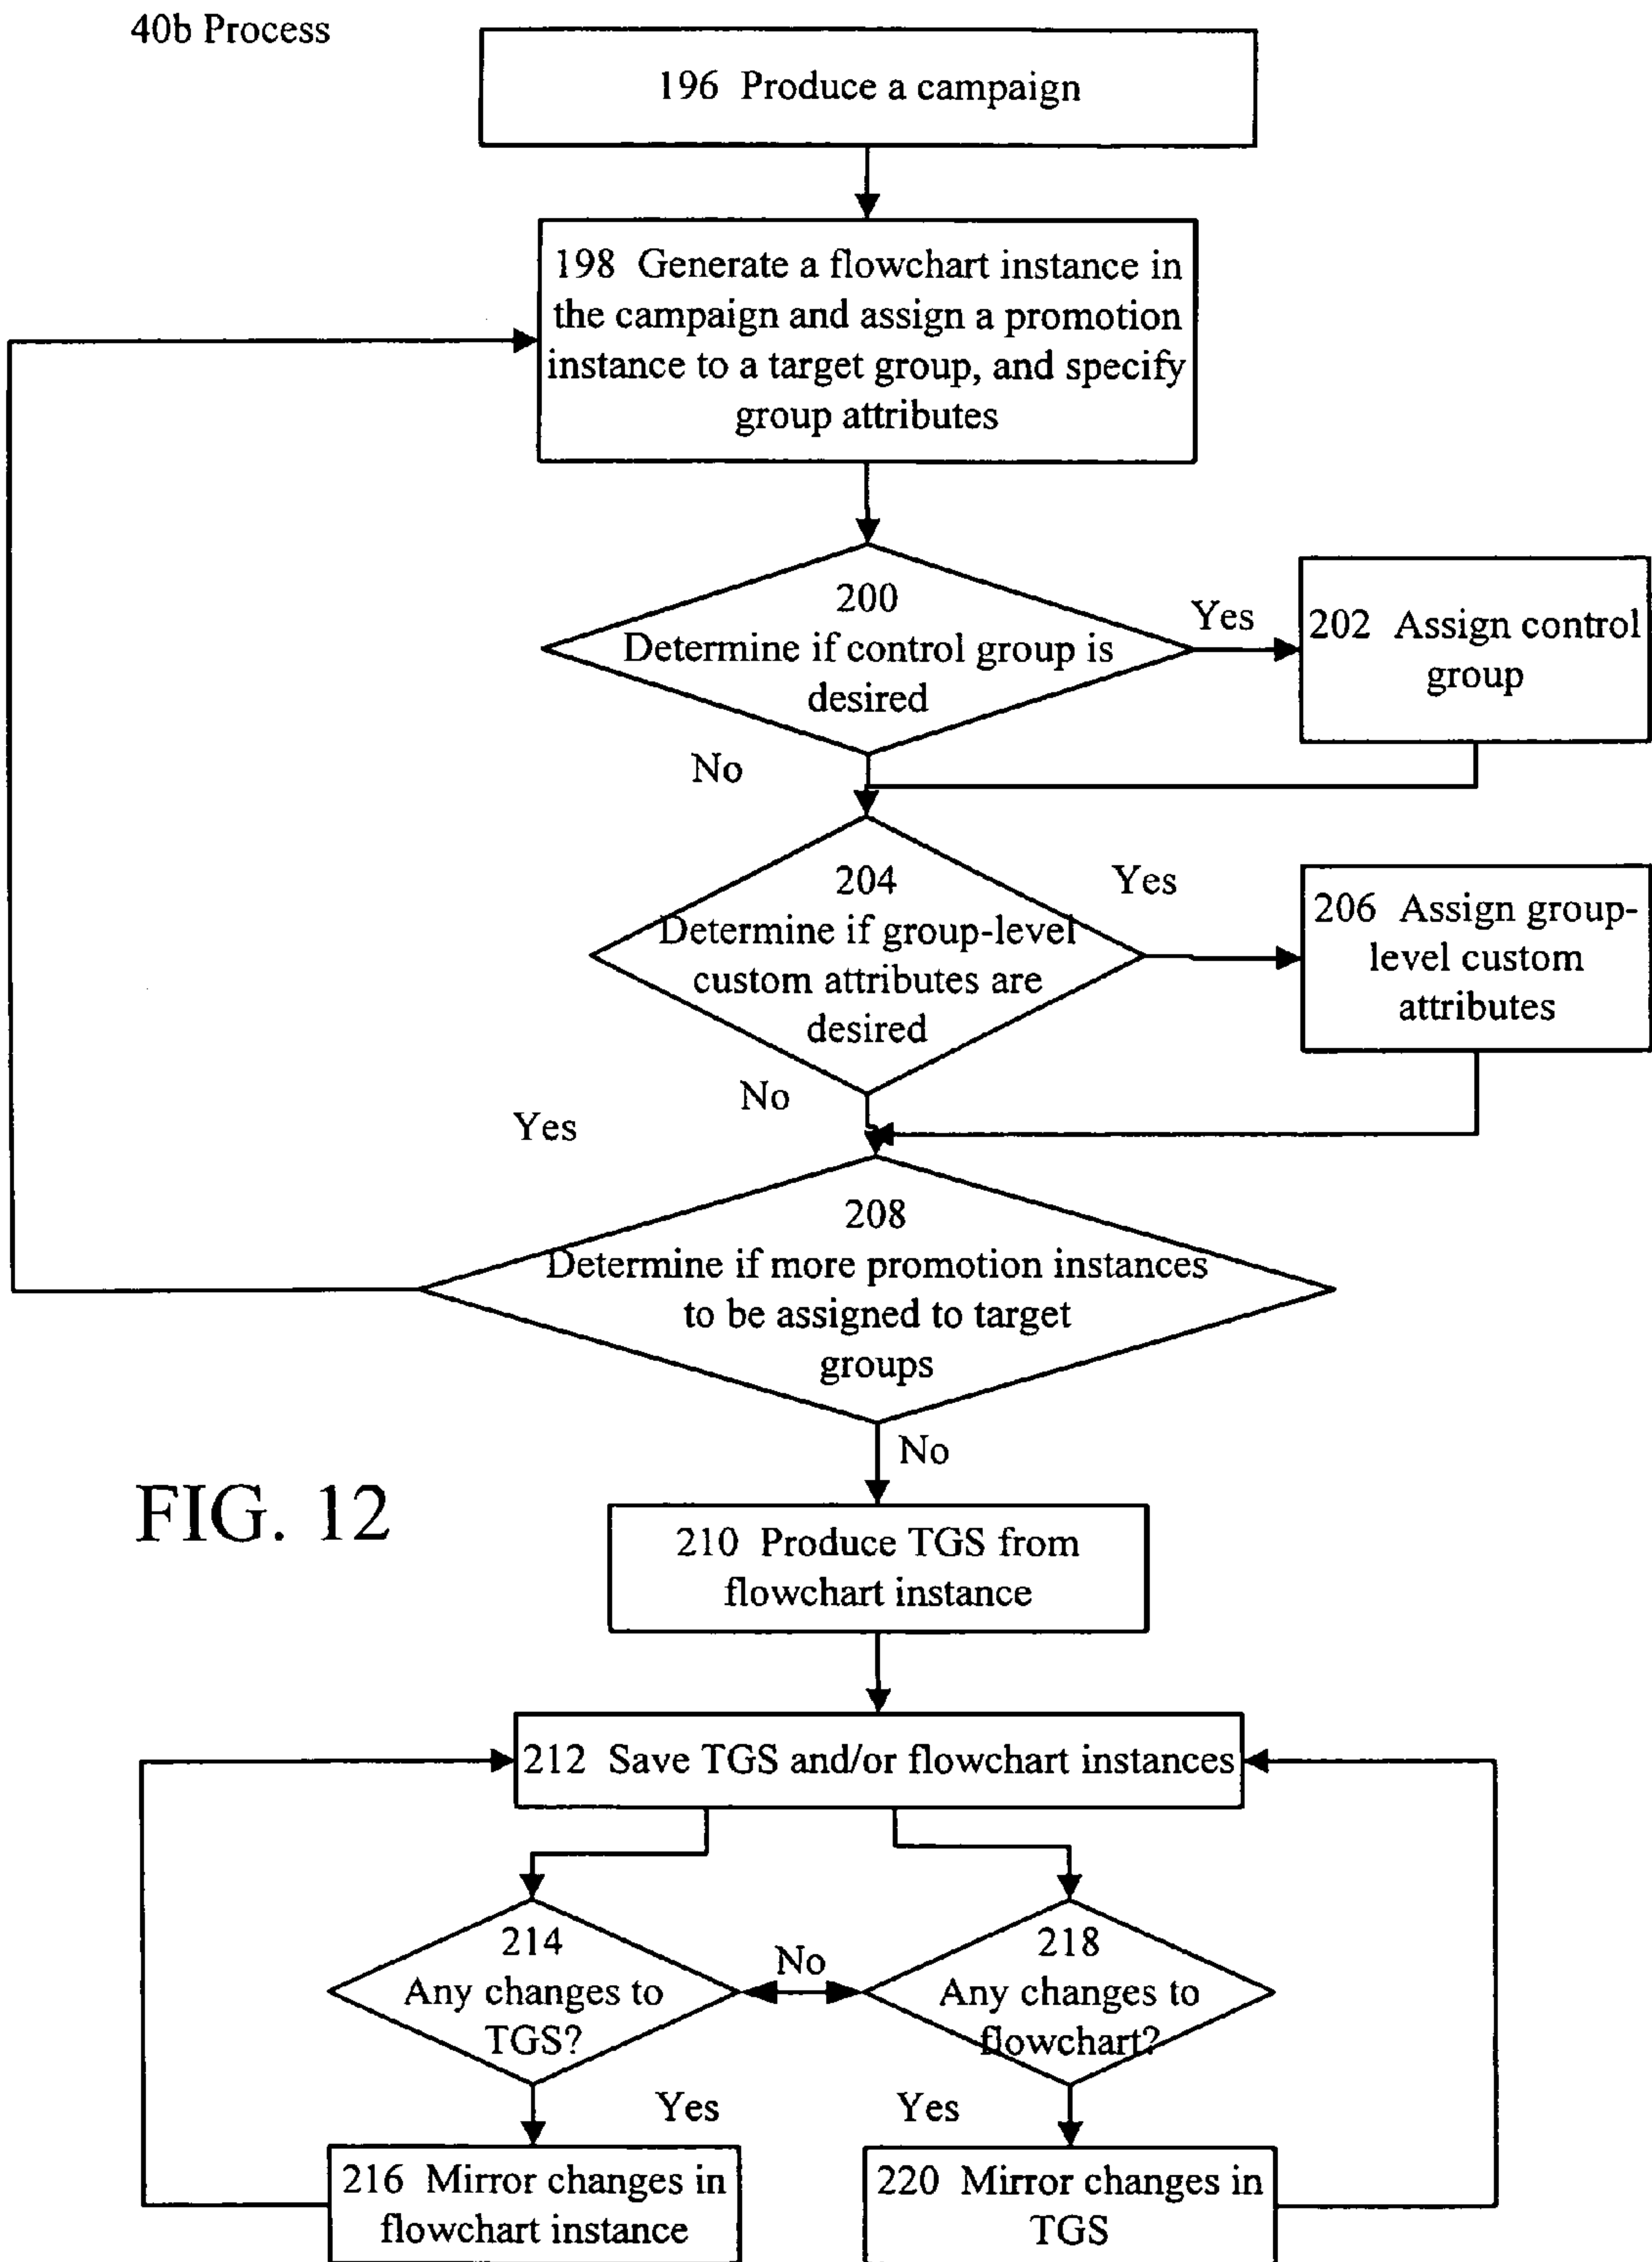 40b Process
196 Produce a campaign
198 Generate a flowchart instance in
the campaign and assign a promotion
instance to a target group, and specify
group attributes
200
Determine if control group is
desired
Yes
202 Assign control
group
No
204
Determine if group-level
custom attributes are
desired
Yes
206 Assign group-
level custom
attributes
No
Yes
208
Determine if more promotion instances
to be assigned to target
groups
No
FIG. 12
210 Produce TGS from
flowchart instance
212 Save TGS and/or flowchart instances
214
Any changes to
TGS?
No
218
Any changes to
flowchart?
Yes
Yes
216 Mirror changes in
flowchart instance
220 Mirror changes in
TGS